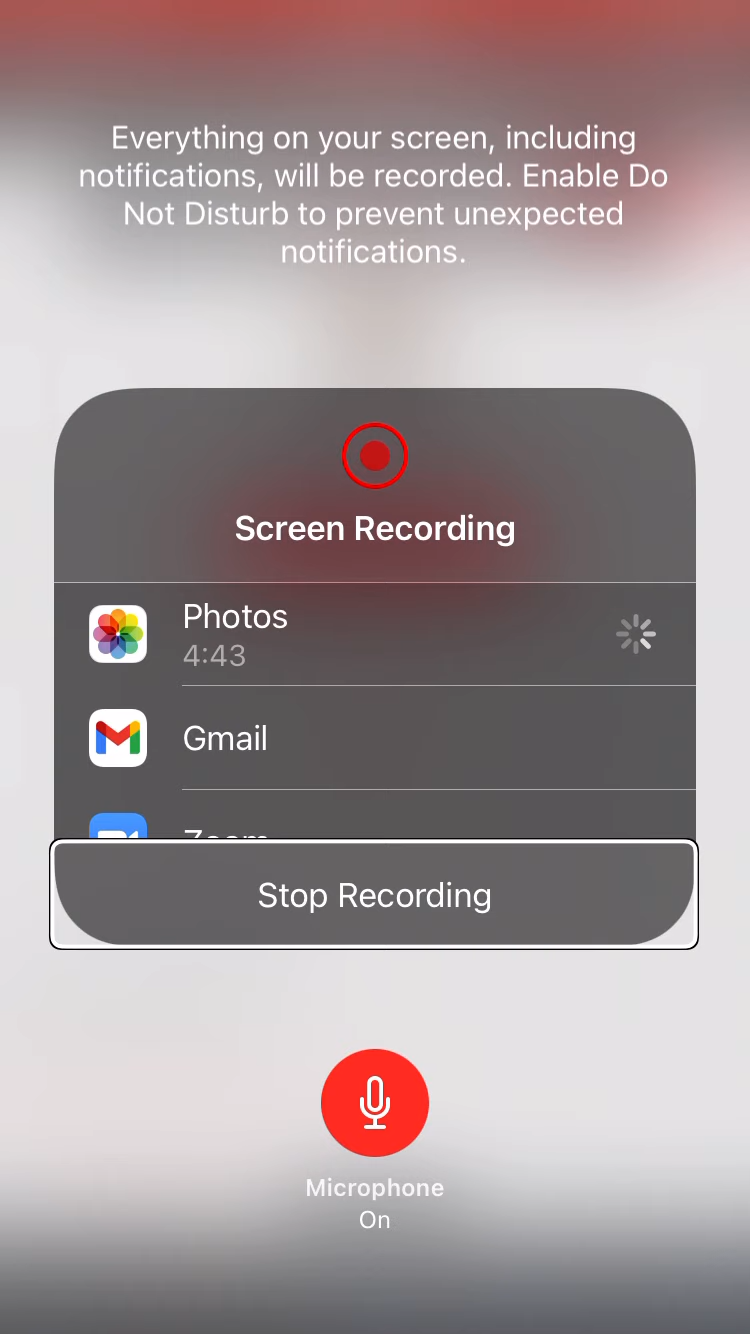 Everything on your screen, including
notifications, will be recorded. Enable Do
Not Disturb to prevent unexpected
notifications.
Screen Recording
Photos
4:43
Gmail
Zoom
Stop Recording
Microphone
On